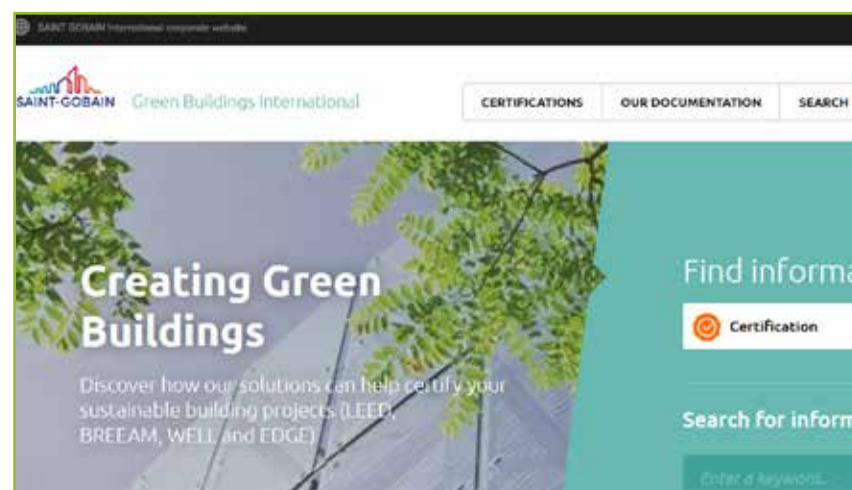 SAINT-GOBAIN International corporate website
SAINT-GOBAIN
Green Buildings International
CERTIFICATIONS
OUR DOCUMENTATION
SEARCH
Creating Green
Buildings
Discover how our solutions can help certify your
sustainable building projects (LEED,
BREEAM, WELL and EDGE)
Find informa
Certification
Search for inform
Enter a keyword...